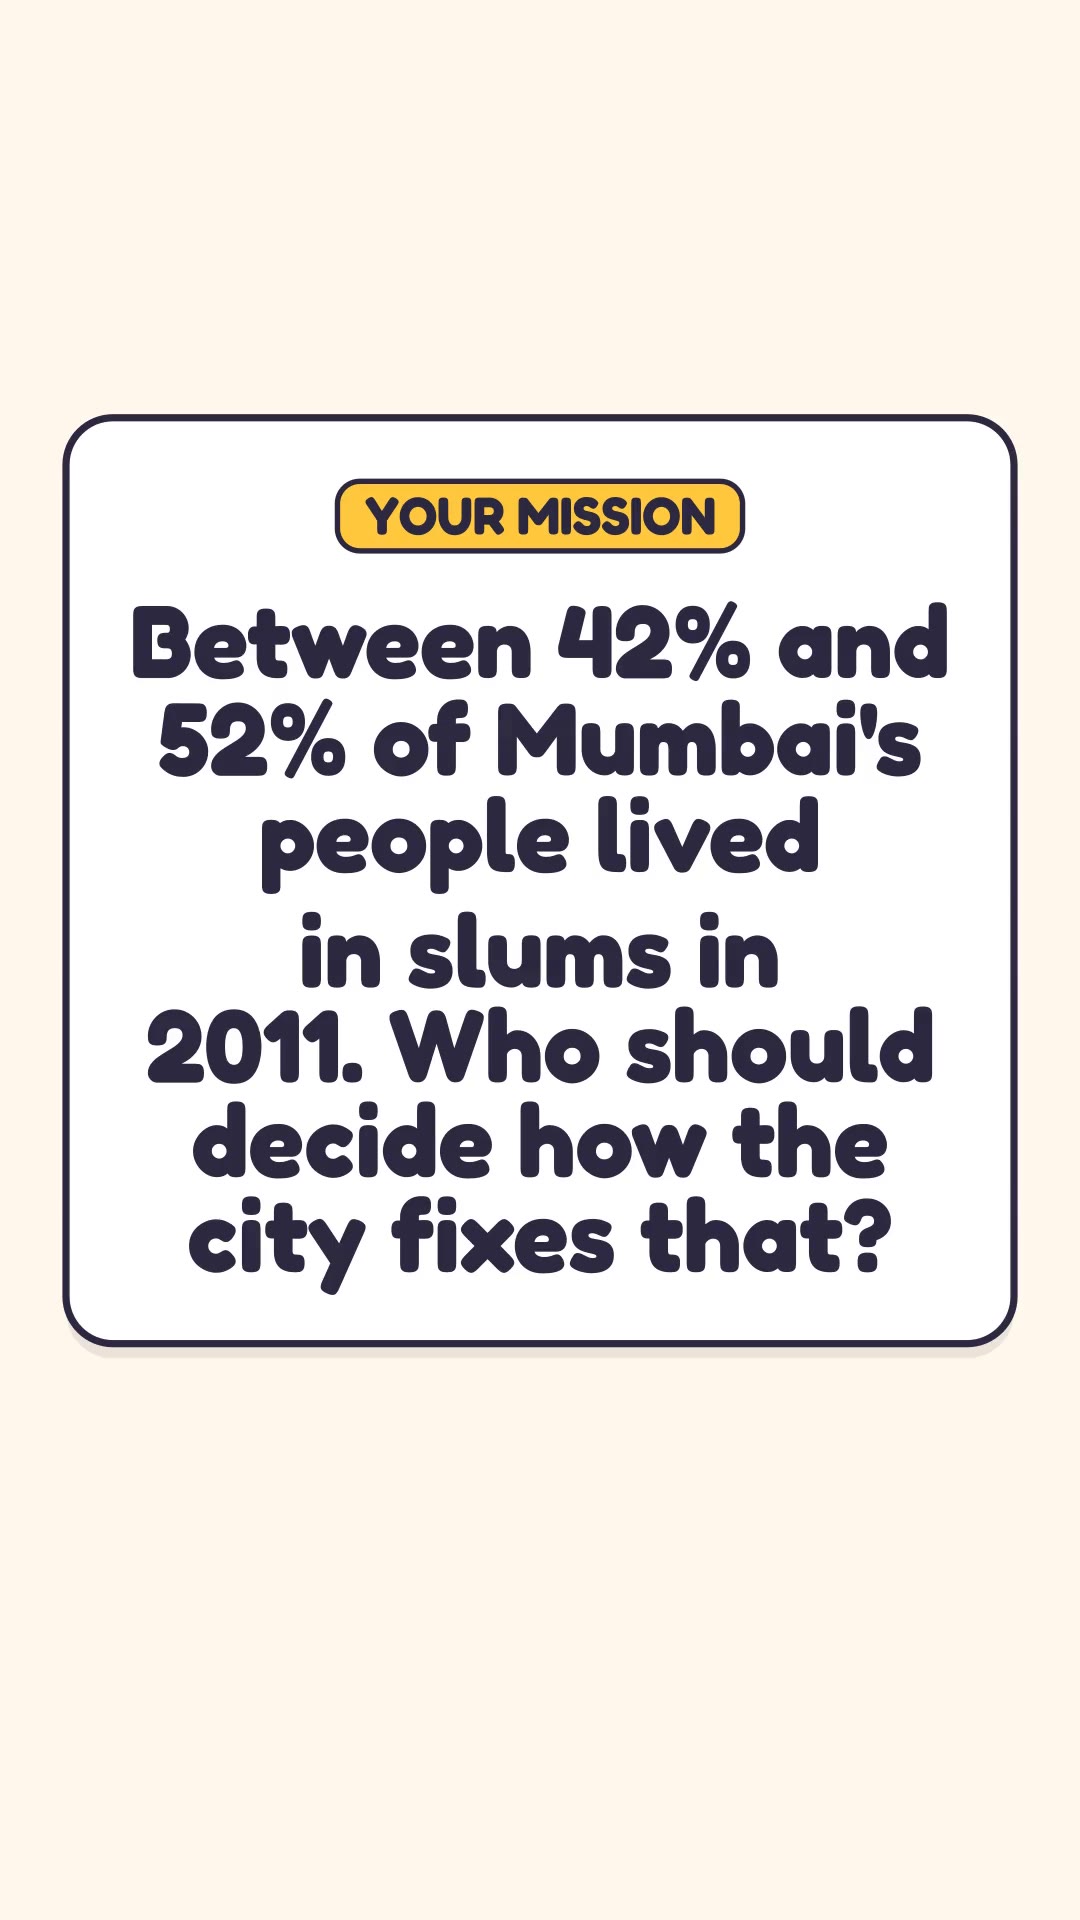 YOUR MISSION
Between 42% and
52% of Mumbai's
people lived
in slums in
2011. Who should
decide how the
city fixes that?